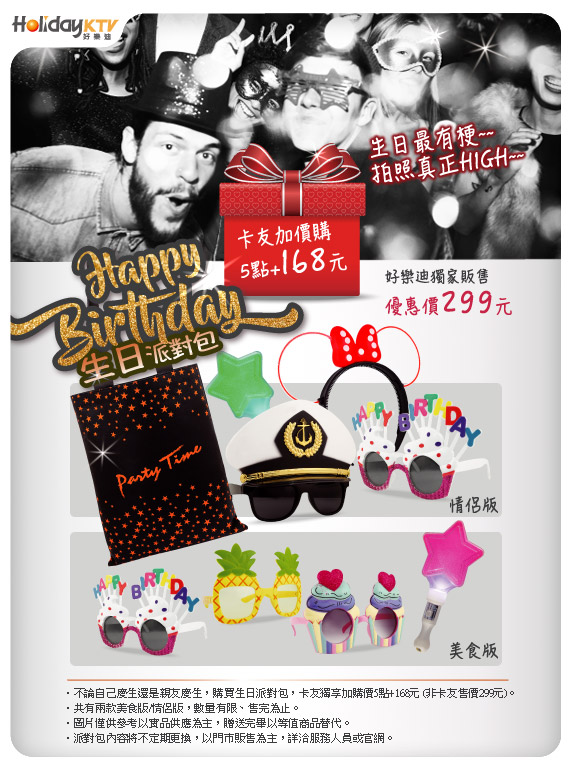 HolidayKTV
好樂迪
生日最有梗~~
拍照真正HIGH~~
卡友加價購
5點+168元
好樂迪獨家販售
優惠價299元
Happy
Birthday
生日派對包
Party Time
HAPPY BIRTHDAY
情侶版
HAPPY BIRTHDAY
美食版
・不論自己慶生還是親友慶生，購買生日派對包，卡友獨享加購價5點+168元 (非卡友售價299元)。
・共有兩款美食版/情侶版，數量有限、售完為止。
・圖片僅供參考以實品供應為主，贈送完畢以等值商品替代。
・派對包內容將不定期更換，以門市販售為主，詳洽服務人員或官網。